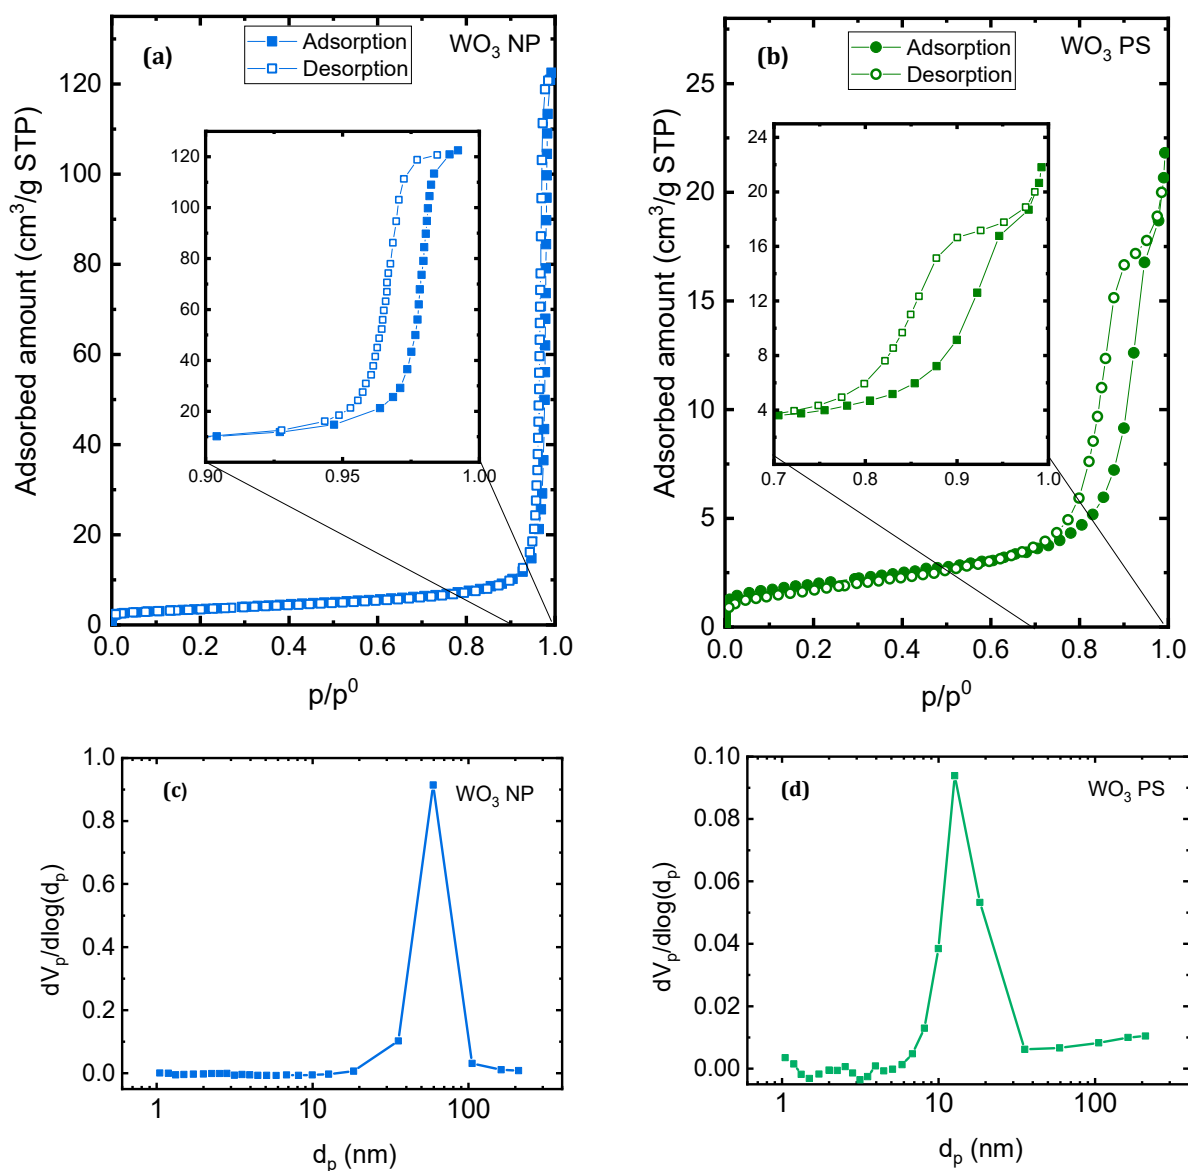 (a)
WO3 NP
Adsorption
Desorption
Adsorbed amount (cm³/g STP)
120
100
80
60
40
20
0
0.0 0.2 0.4 0.6 0.8 1.0
p/p⁰
120
100
80
60
40
20
0.90 0.95 1.00
(b)
WO3 PS
Adsorption
Desorption
Adsorbed amount (cm³/g STP)
25
20
15
10
5
0
0.0 0.2 0.4 0.6 0.8 1.0
p/p⁰
24
20
16
12
8
4
0.7 0.8 0.9 1.0
(c)
WO3 NP
dVp/dlog(dp)
1.0
0.8
0.6
0.4
0.2
0.0
1 10 100
dp (nm)
(d)
WO3 PS
dVp/dlog(dp)
0.10
0.08
0.06
0.04
0.02
0.00
1 10 100
dp (nm)